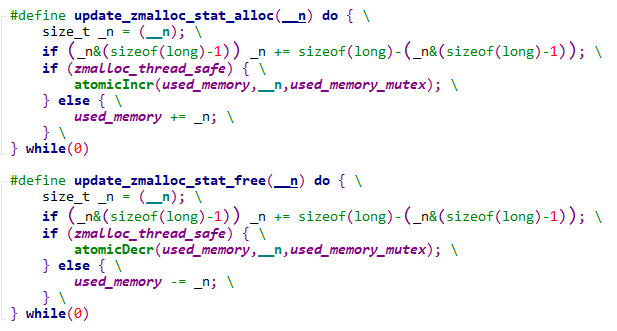 #define update_zmalloc_stat_alloc(__n) do { \
    size_t _n = (__n); \
    if (_n&(sizeof(long)-1)) _n += sizeof(long)-(_n&(sizeof(long)-1)); \
    if (zmalloc_thread_safe) { \
        atomicIncr(used_memory,__n,used_memory_mutex); \
    } else { \
        used_memory += _n; \
    } \
} while(0)

#define update_zmalloc_stat_free(__n) do { \
    size_t _n = (__n); \
    if (_n&(sizeof(long)-1)) _n += sizeof(long)-(_n&(sizeof(long)-1)); \
    if (zmalloc_thread_safe) { \
        atomicDecr(used_memory,__n,used_memory_mutex); \
    } else { \
        used_memory -= _n; \
    } \
} while(0)